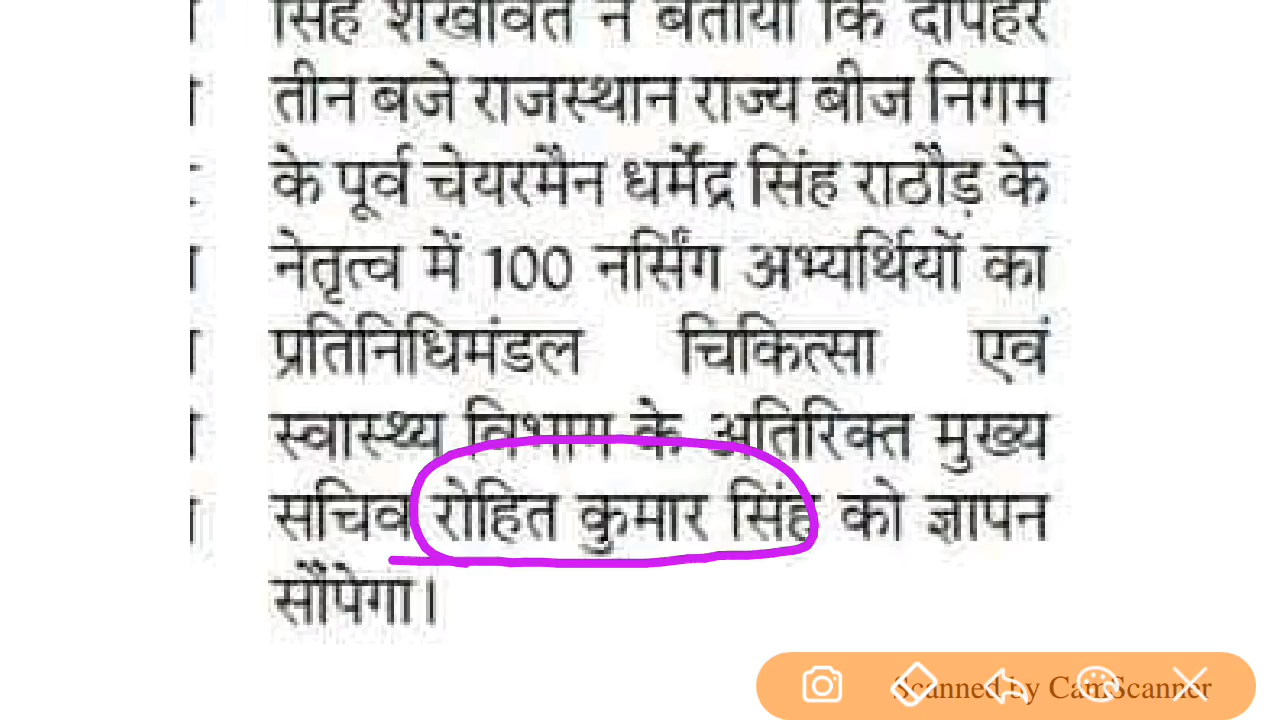 सिंह शेखावत ने बताया कि दोपहर
तीन बजे राजस्थान राज्य बीज निगम
के पूर्व चेयरमैन धर्मेंद्र सिंह राठौड़ के
नेतृत्व में 100 नर्सिंग अभ्यर्थियों का
प्रतिनिधिमंडल चिकित्सा एवं
स्वास्थ्य विभाग के अतिरिक्त मुख्य
सचिव रोहित कुमार सिंह को ज्ञापन
सौंपेगा।
Scanned by CamScanner